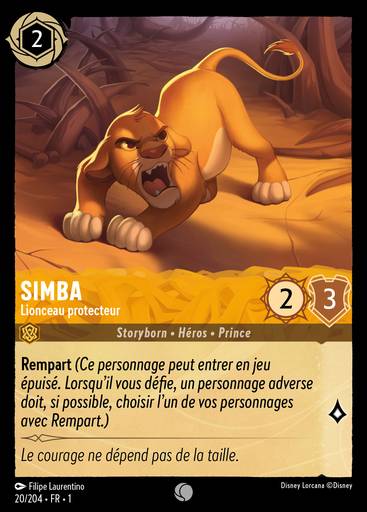 2
SIMBA
Lionceau protecteur
2
3
Storyborn • Héros • Prince
Rempart (Ce personnage peut entrer en jeu
épuisé. Lorsqu'il vous défie, un personnage adverse
doit, si possible, choisir l'un de vos personnages
avec Rempart.)
Le courage ne dépend pas de la taille.
Filipe Laurentino
20/204 • FR • 1
Disney Lorcana ©Disney